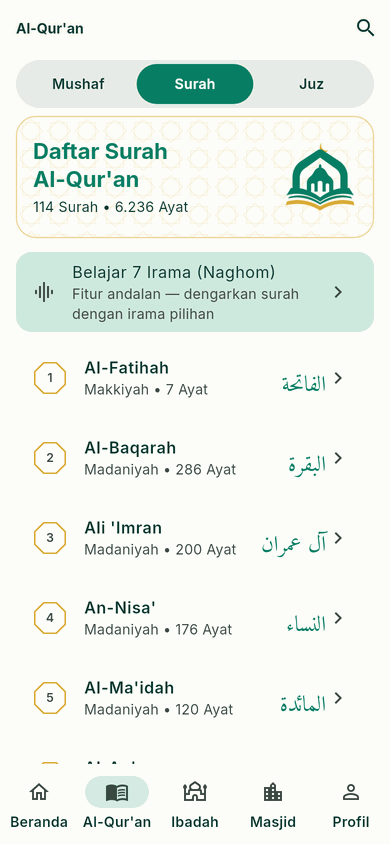 Al-Qur'an
Mushaf
Surah
Juz
Daftar Surah
Al-Qur'an
114 Surah • 6.236 Ayat
Belajar 7 Irama (Naghom)
Fitur andalan — dengarkan surah
dengan irama pilihan
1
Al-Fatihah
Makkiyah • 7 Ayat
الفاتحة
2
Al-Baqarah
Madaniyah • 286 Ayat
البقرة
3
Ali 'Imran
Madaniyah • 200 Ayat
آل عمران
4
An-Nisa'
Madaniyah • 176 Ayat
النساء
5
Al-Ma'idah
Madaniyah • 120 Ayat
المائدة
Beranda
Al-Qur'an
Ibadah
Masjid
Profil